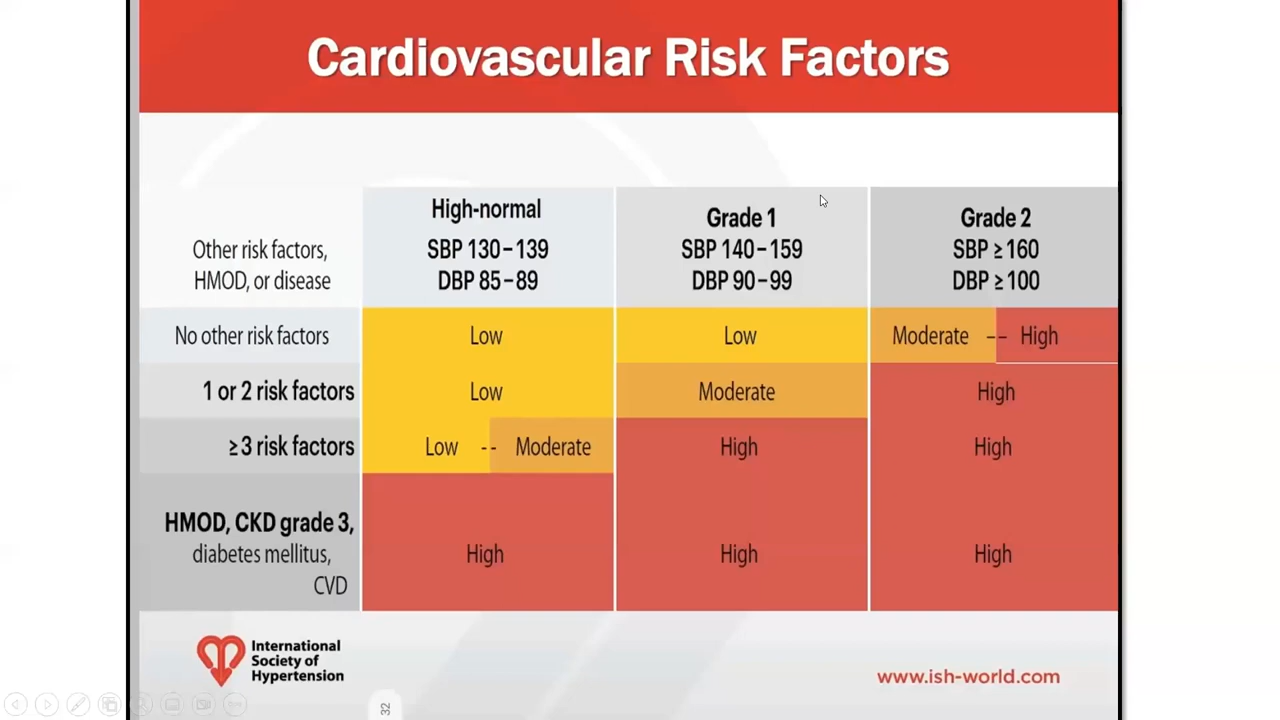 Cardiovascular Risk Factors
Other risk factors,
HMOD, or disease
High-normal
SBP 130–139
DBP 85–89
Grade 1
SBP 140–159
DBP 90–99
Grade 2
SBP ≥ 160
DBP ≥ 100
No other risk factors
Low
Low
Moderate -- High
1 or 2 risk factors
Low
Moderate
High
≥ 3 risk factors
Low -- Moderate
High
High
HMOD, CKD grade 3,
diabetes mellitus,
CVD
High
High
High
International
Society of
Hypertension
www.ish-world.com
32